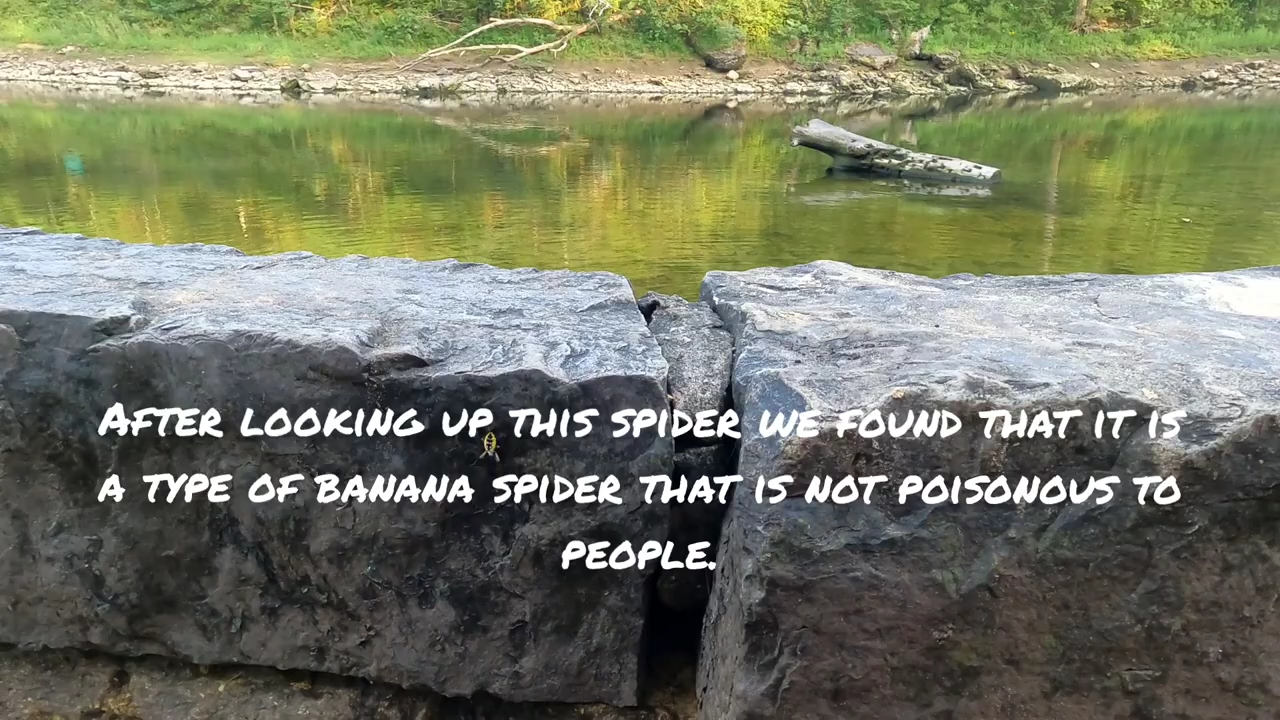 After looking up this spider we found that it is
a type of banana spider that is not poisonous to
people.